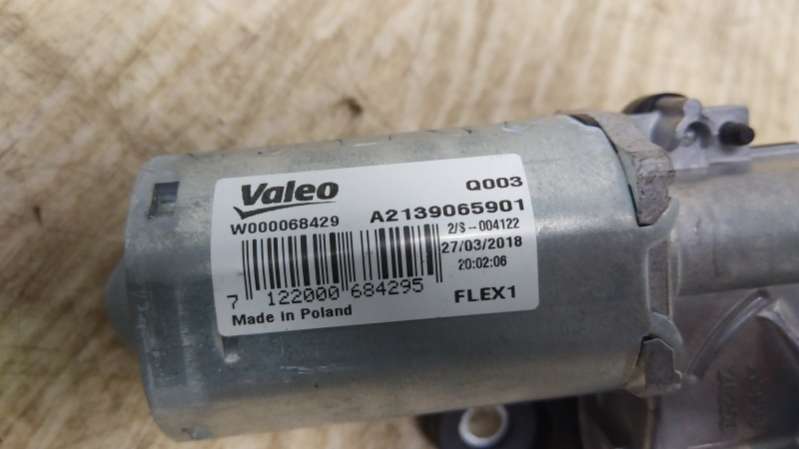 Valeo Q003
W000068429 A2139065901
2/S--004122
27/03/2018
20:02:06
7 122000 684295
FLEX1
Made in Poland